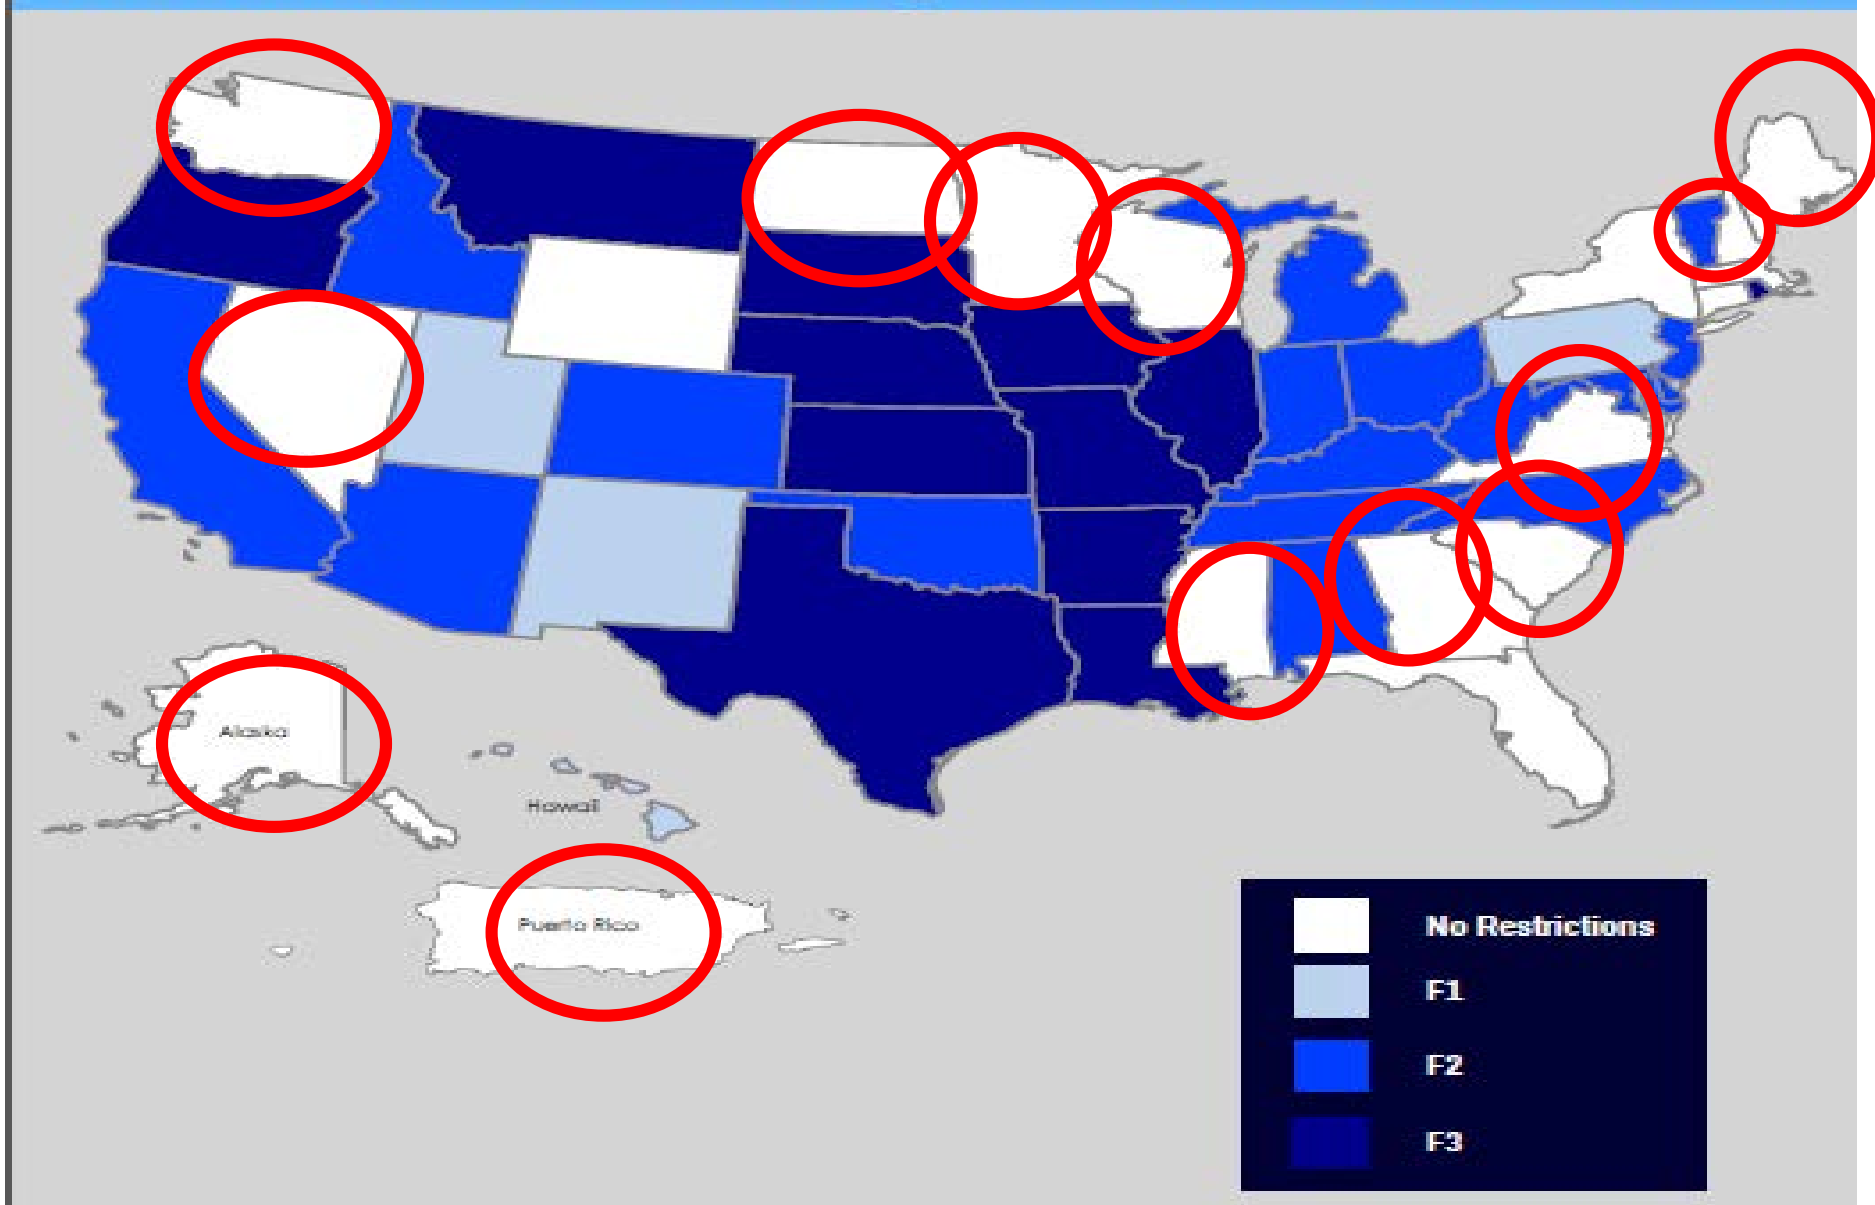 Alaska
Hawaii
Puerto Rico
No Restrictions
F1
F2
F3